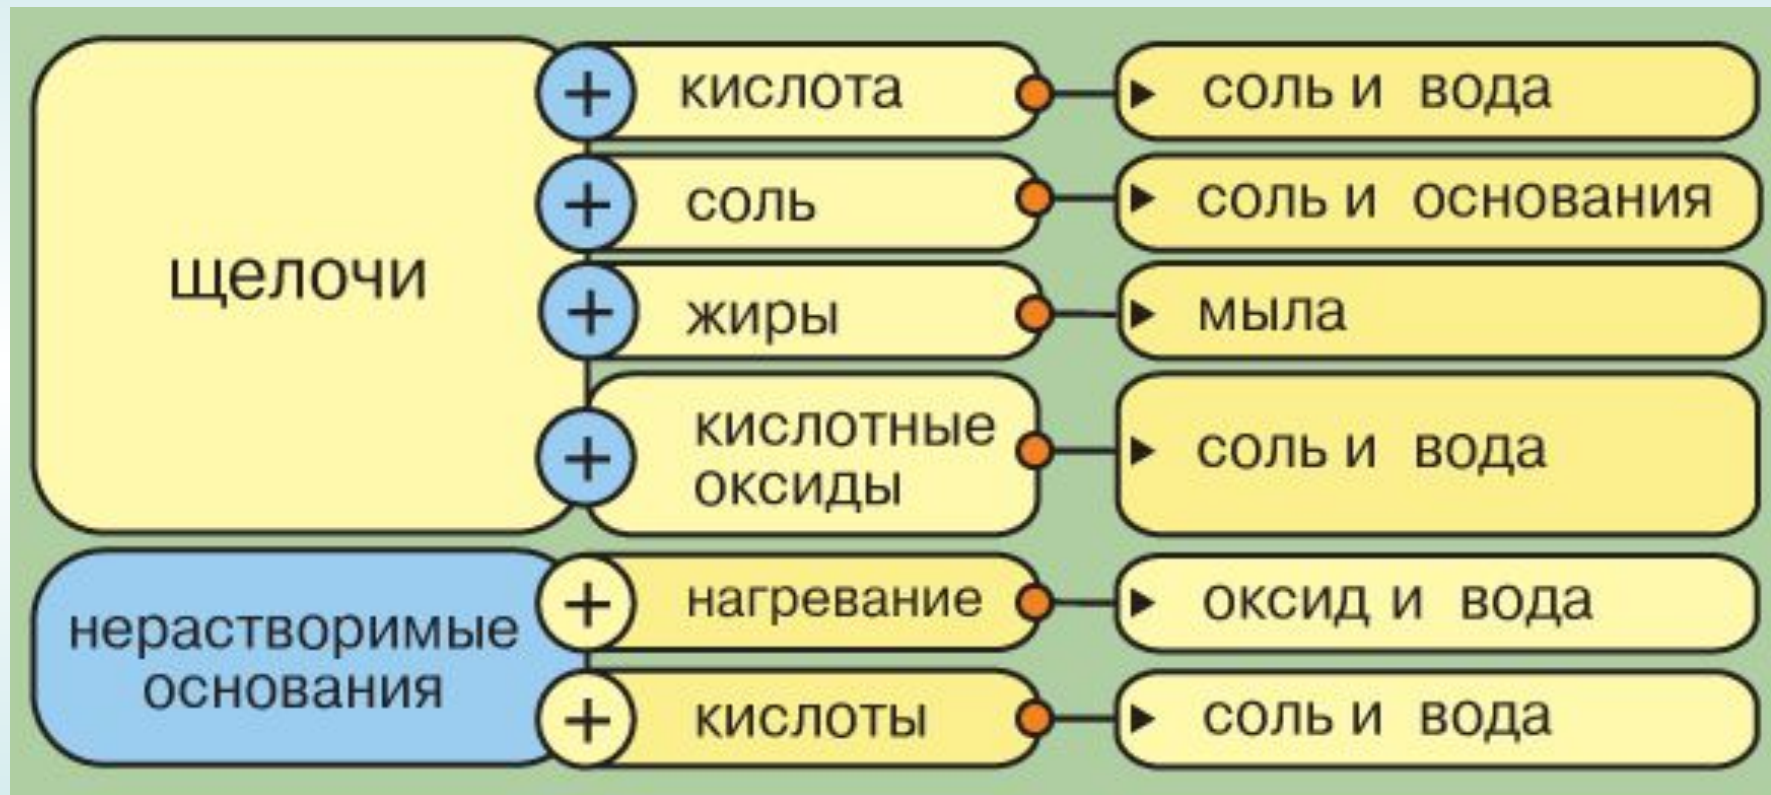 щелочи
+ кислота соль и вода
+ соль соль и основания
+ жиры мыла
+ кислотные
оксиды соль и вода
нерастворимые
основания
+ нагревание оксид и вода
+ кислоты соль и вода